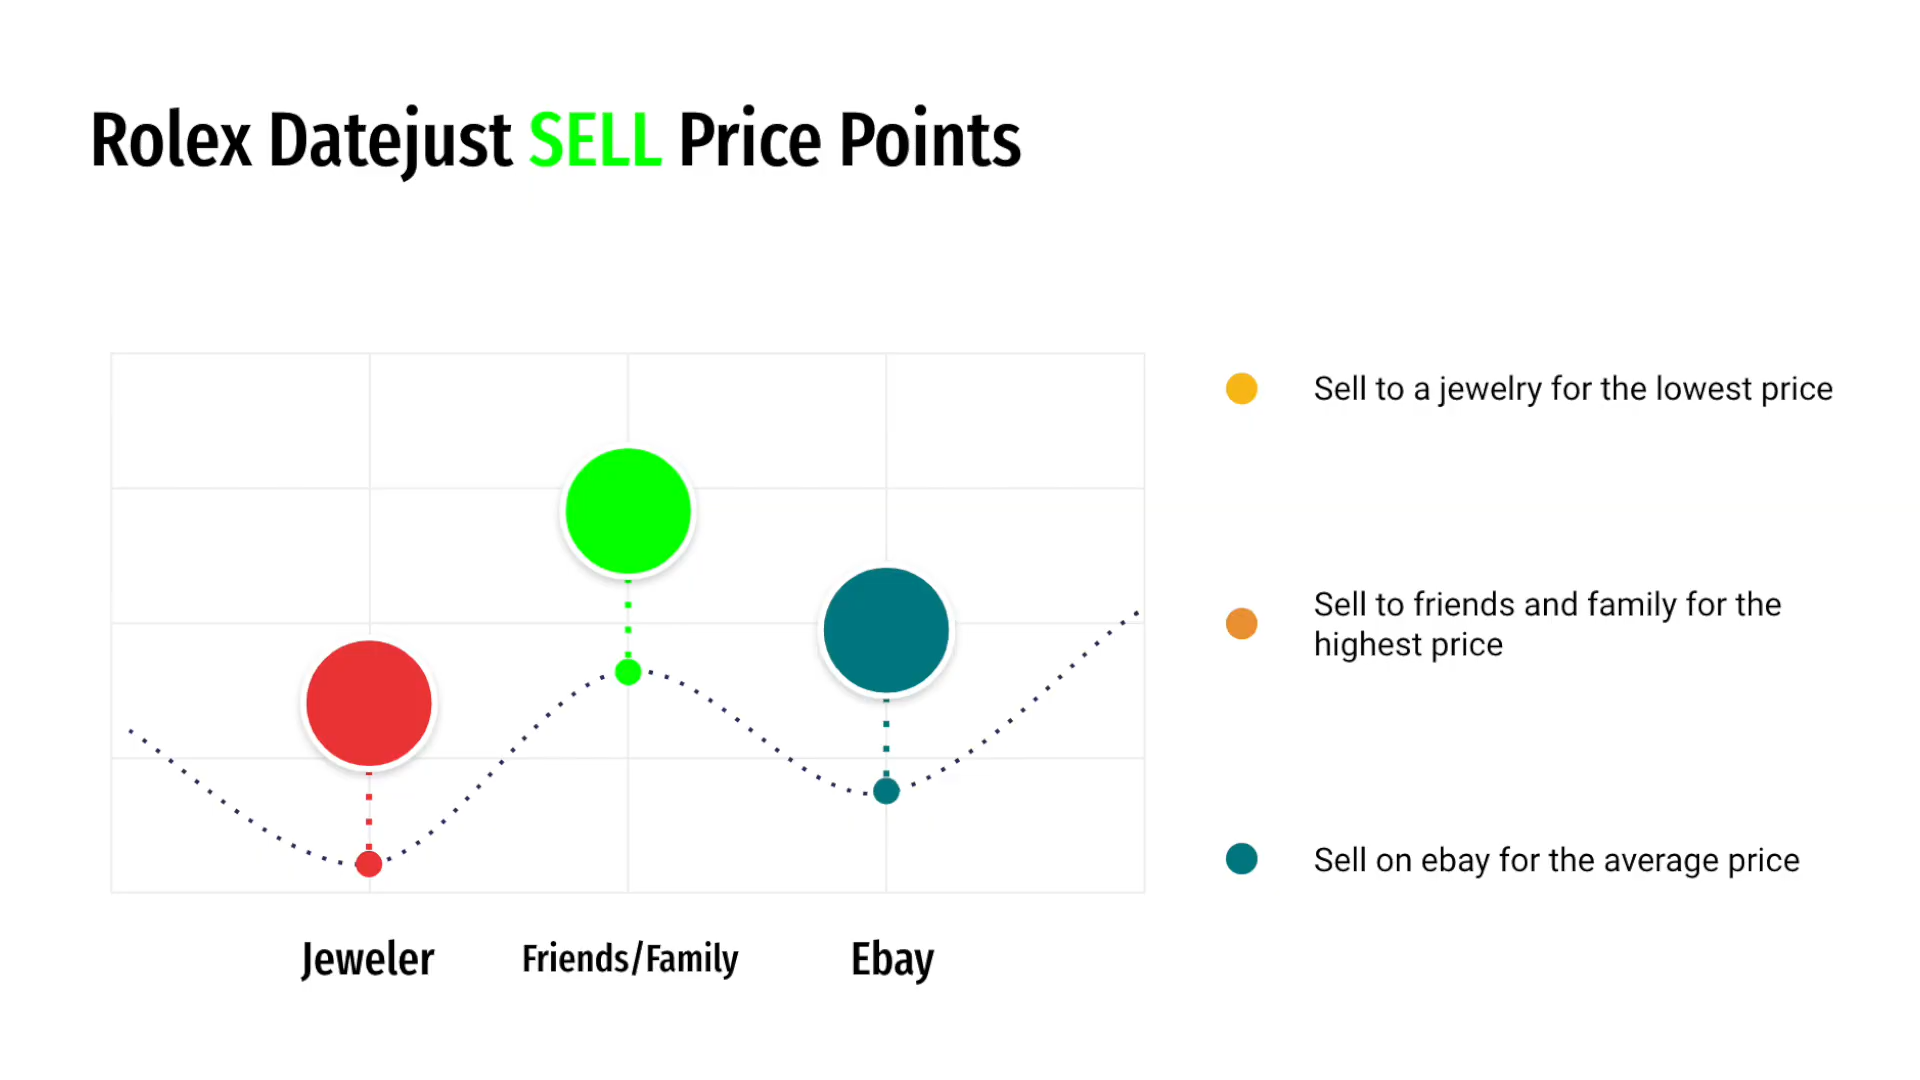 Rolex Datejust SELL Price Points
Sell to a jewelry for the lowest price
Sell to friends and family for the
highest price
Sell on ebay for the average price
Jeweler
Friends/Family
Ebay